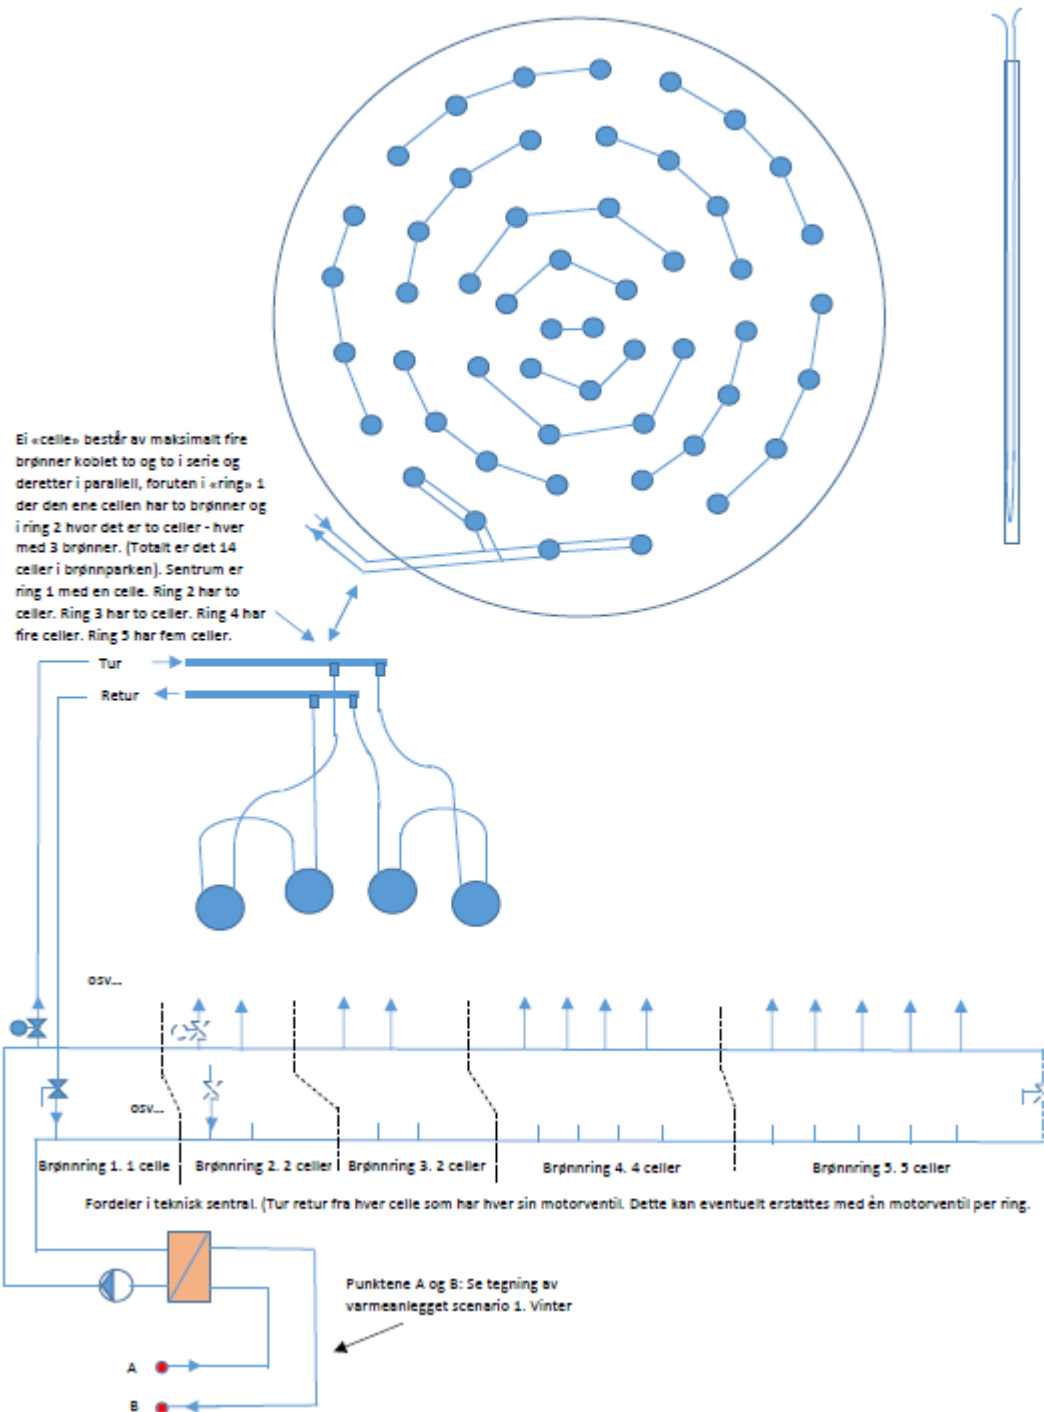 Ei «celle» består av maksimalt fire
brønner koblet to og to i serie og
deretter i parallell, foruten i «ring» 1
der den ene cellen har to brønner og
i ring 2 hvor det er to celler - hver
med 3 brønner. (Totalt er det 14
celler i brønnparken). Sentrum er
ring 1 med en celle. Ring 2 har to
celler. Ring 3 har to celler. Ring 4 har
fire celler. Ring 5 har fem celler.
Tur
Retur
osv...
osv...
Brønnring 1. 1 celle
Brønnring 2. 2 celler
Brønnring 3. 2 celler
Brønnring 4. 4 celler
Brønnring 5. 5 celler
Fordeler i teknisk sentral. (Tur retur fra hver celle som har hver sin motorventil. Dette kan eventuelt erstattes med èn motorventil per ring.
Punktene A og B: Se tegning av
varmeanlegget scenario 1. Vinter
A
B